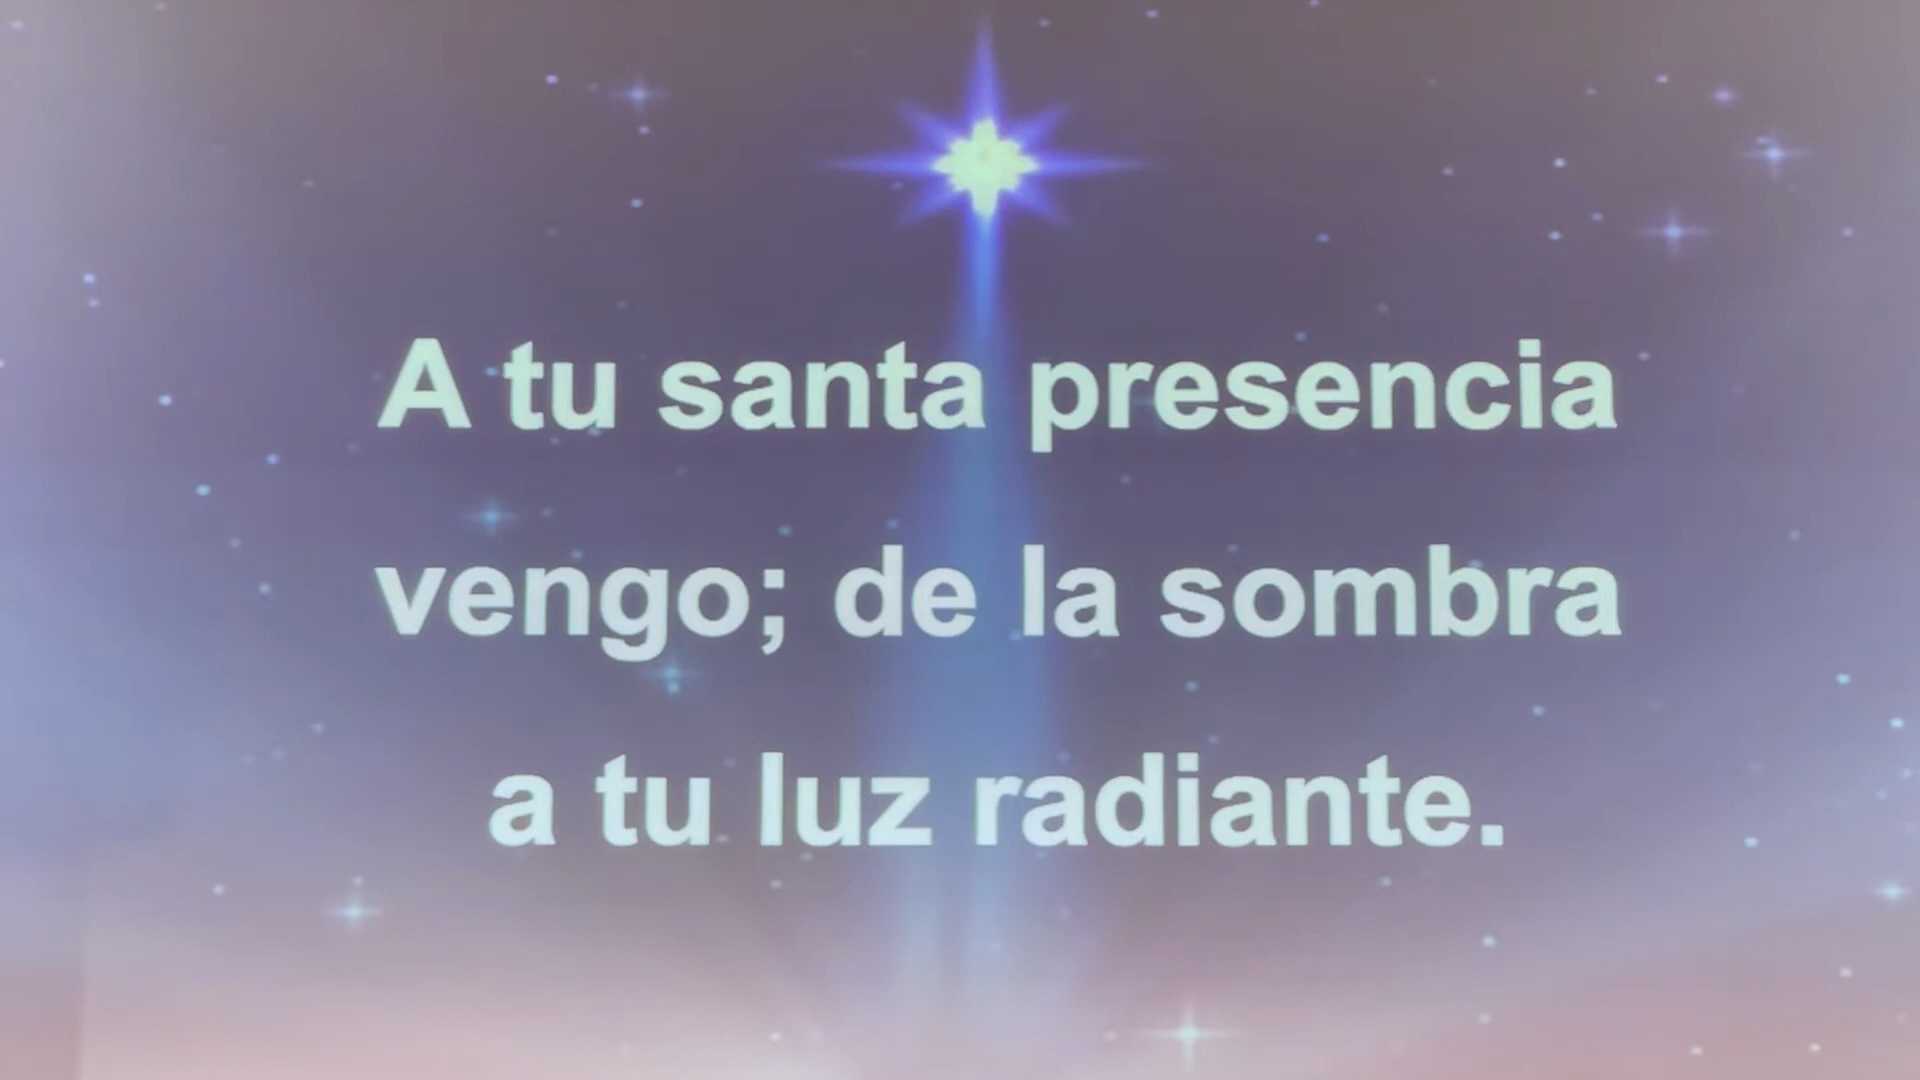 A tu santa presencia
vengo; de la sombra
a tu luz radiante.